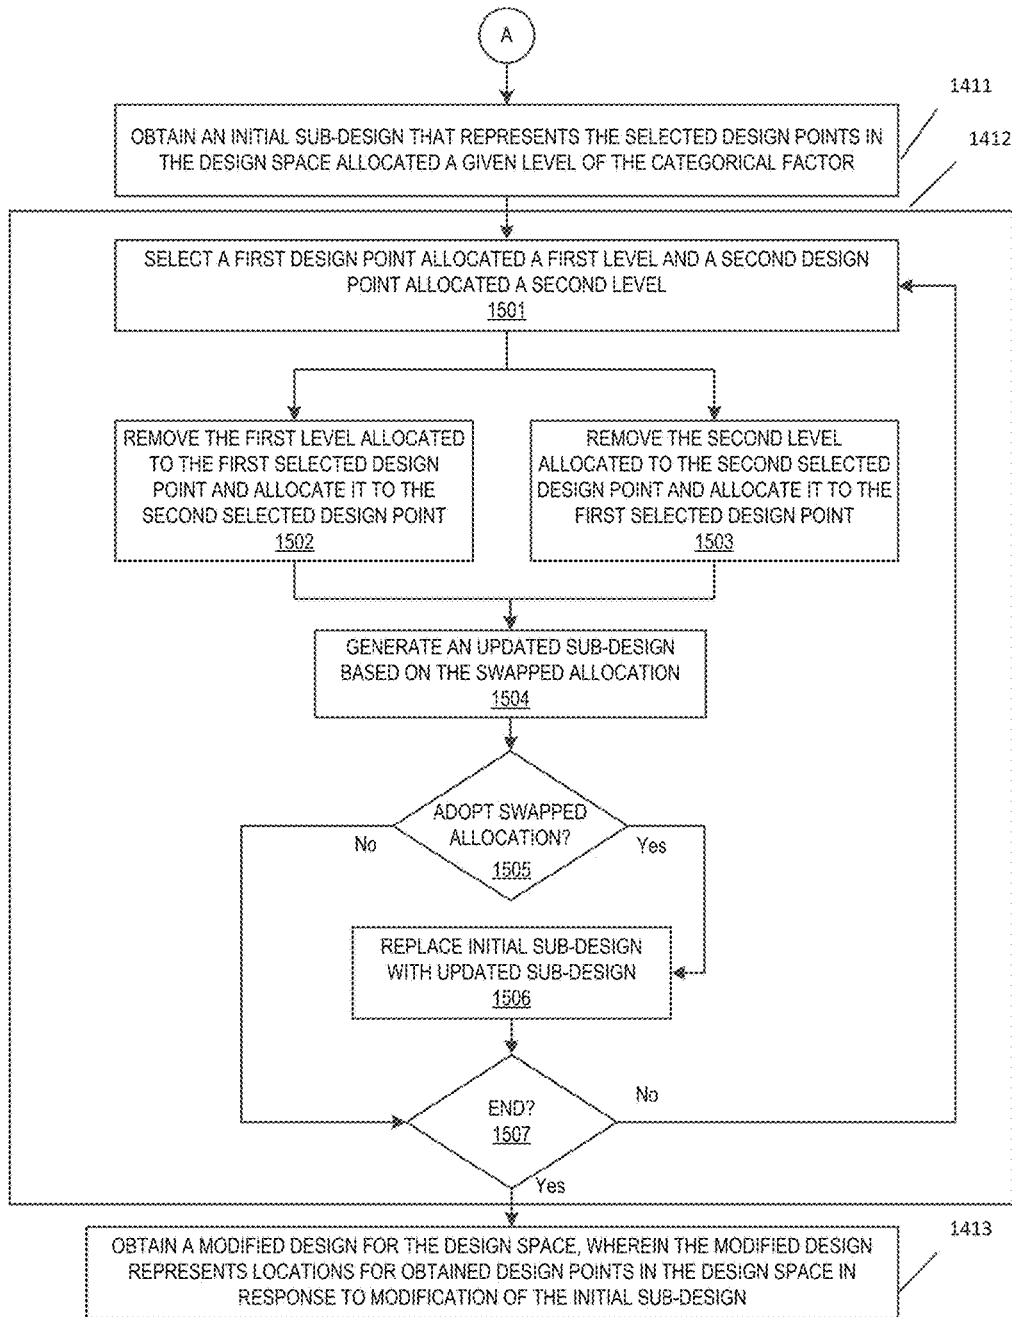 A
1411
OBTAIN AN INITIAL SUB-DESIGN THAT REPRESENTS THE SELECTED DESIGN POINTS IN
THE DESIGN SPACE ALLOCATED A GIVEN LEVEL OF THE CATEGORICAL FACTOR
1412
SELECT A FIRST DESIGN POINT ALLOCATED A FIRST LEVEL AND A SECOND DESIGN
POINT ALLOCATED A SECOND LEVEL
1501
REMOVE THE FIRST LEVEL ALLOCATED
TO THE FIRST SELECTED DESIGN
POINT AND ALLOCATE IT TO THE
SECOND SELECTED DESIGN POINT
1502
REMOVE THE SECOND LEVEL
ALLOCATED TO THE SECOND SELECTED
DESIGN POINT AND ALLOCATE IT TO THE
FIRST SELECTED DESIGN POINT
1503
GENERATE AN UPDATED SUB-DESIGN
BASED ON THE SWAPPED ALLOCATION
1504
ADOPT SWAPPED
ALLOCATION?
1505
No
Yes
REPLACE INITIAL SUB-DESIGN
WITH UPDATED SUB-DESIGN
1506
END?
1507
No
Yes
1413
OBTAIN A MODIFIED DESIGN FOR THE DESIGN SPACE, WHEREIN THE MODIFIED DESIGN
REPRESENTS LOCATIONS FOR OBTAINED DESIGN POINTS IN THE DESIGN SPACE IN
RESPONSE TO MODIFICATION OF THE INITIAL SUB-DESIGN